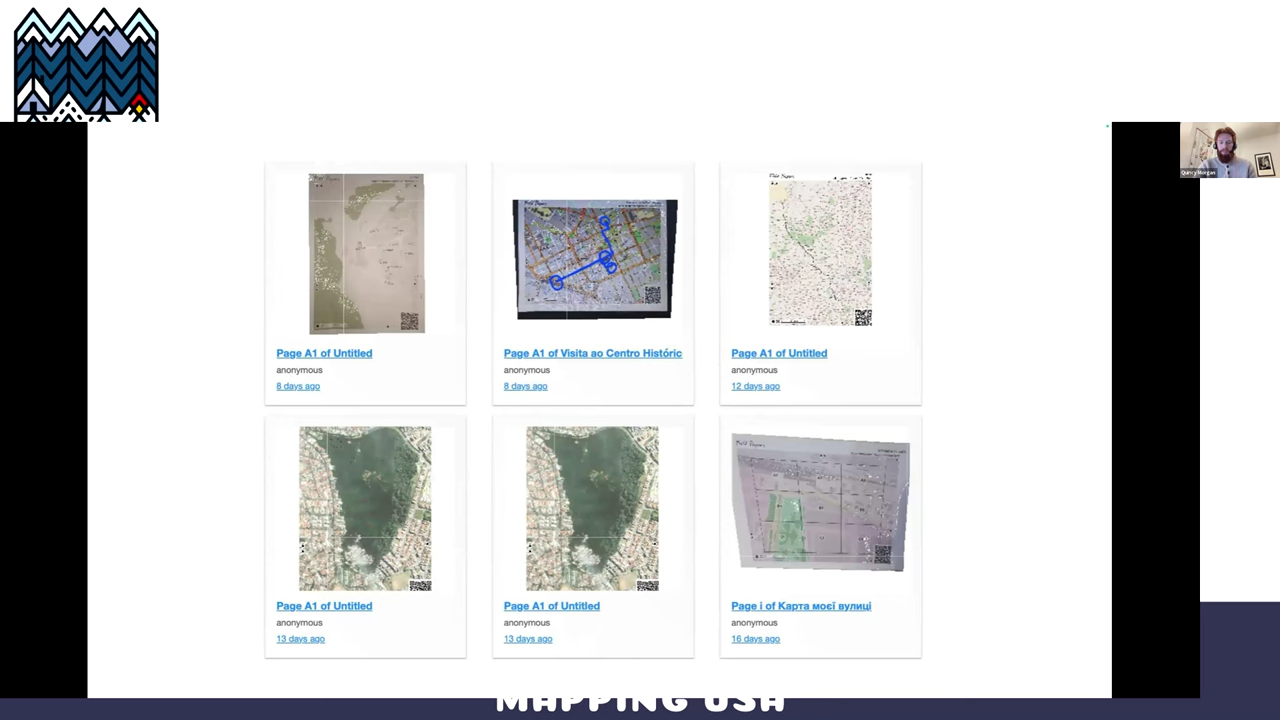 Quincy Morgan
Page A1 of Untitled
anonymous
8 days ago
Page A1 of Visita ao Centro Históric
anonymous
8 days ago
Page A1 of Untitled
anonymous
12 days ago
Page A1 of Untitled
anonymous
13 days ago
Page A1 of Untitled
anonymous
13 days ago
Page i of Карта моєї вулиці
anonymous
16 days ago
MAPPING USA